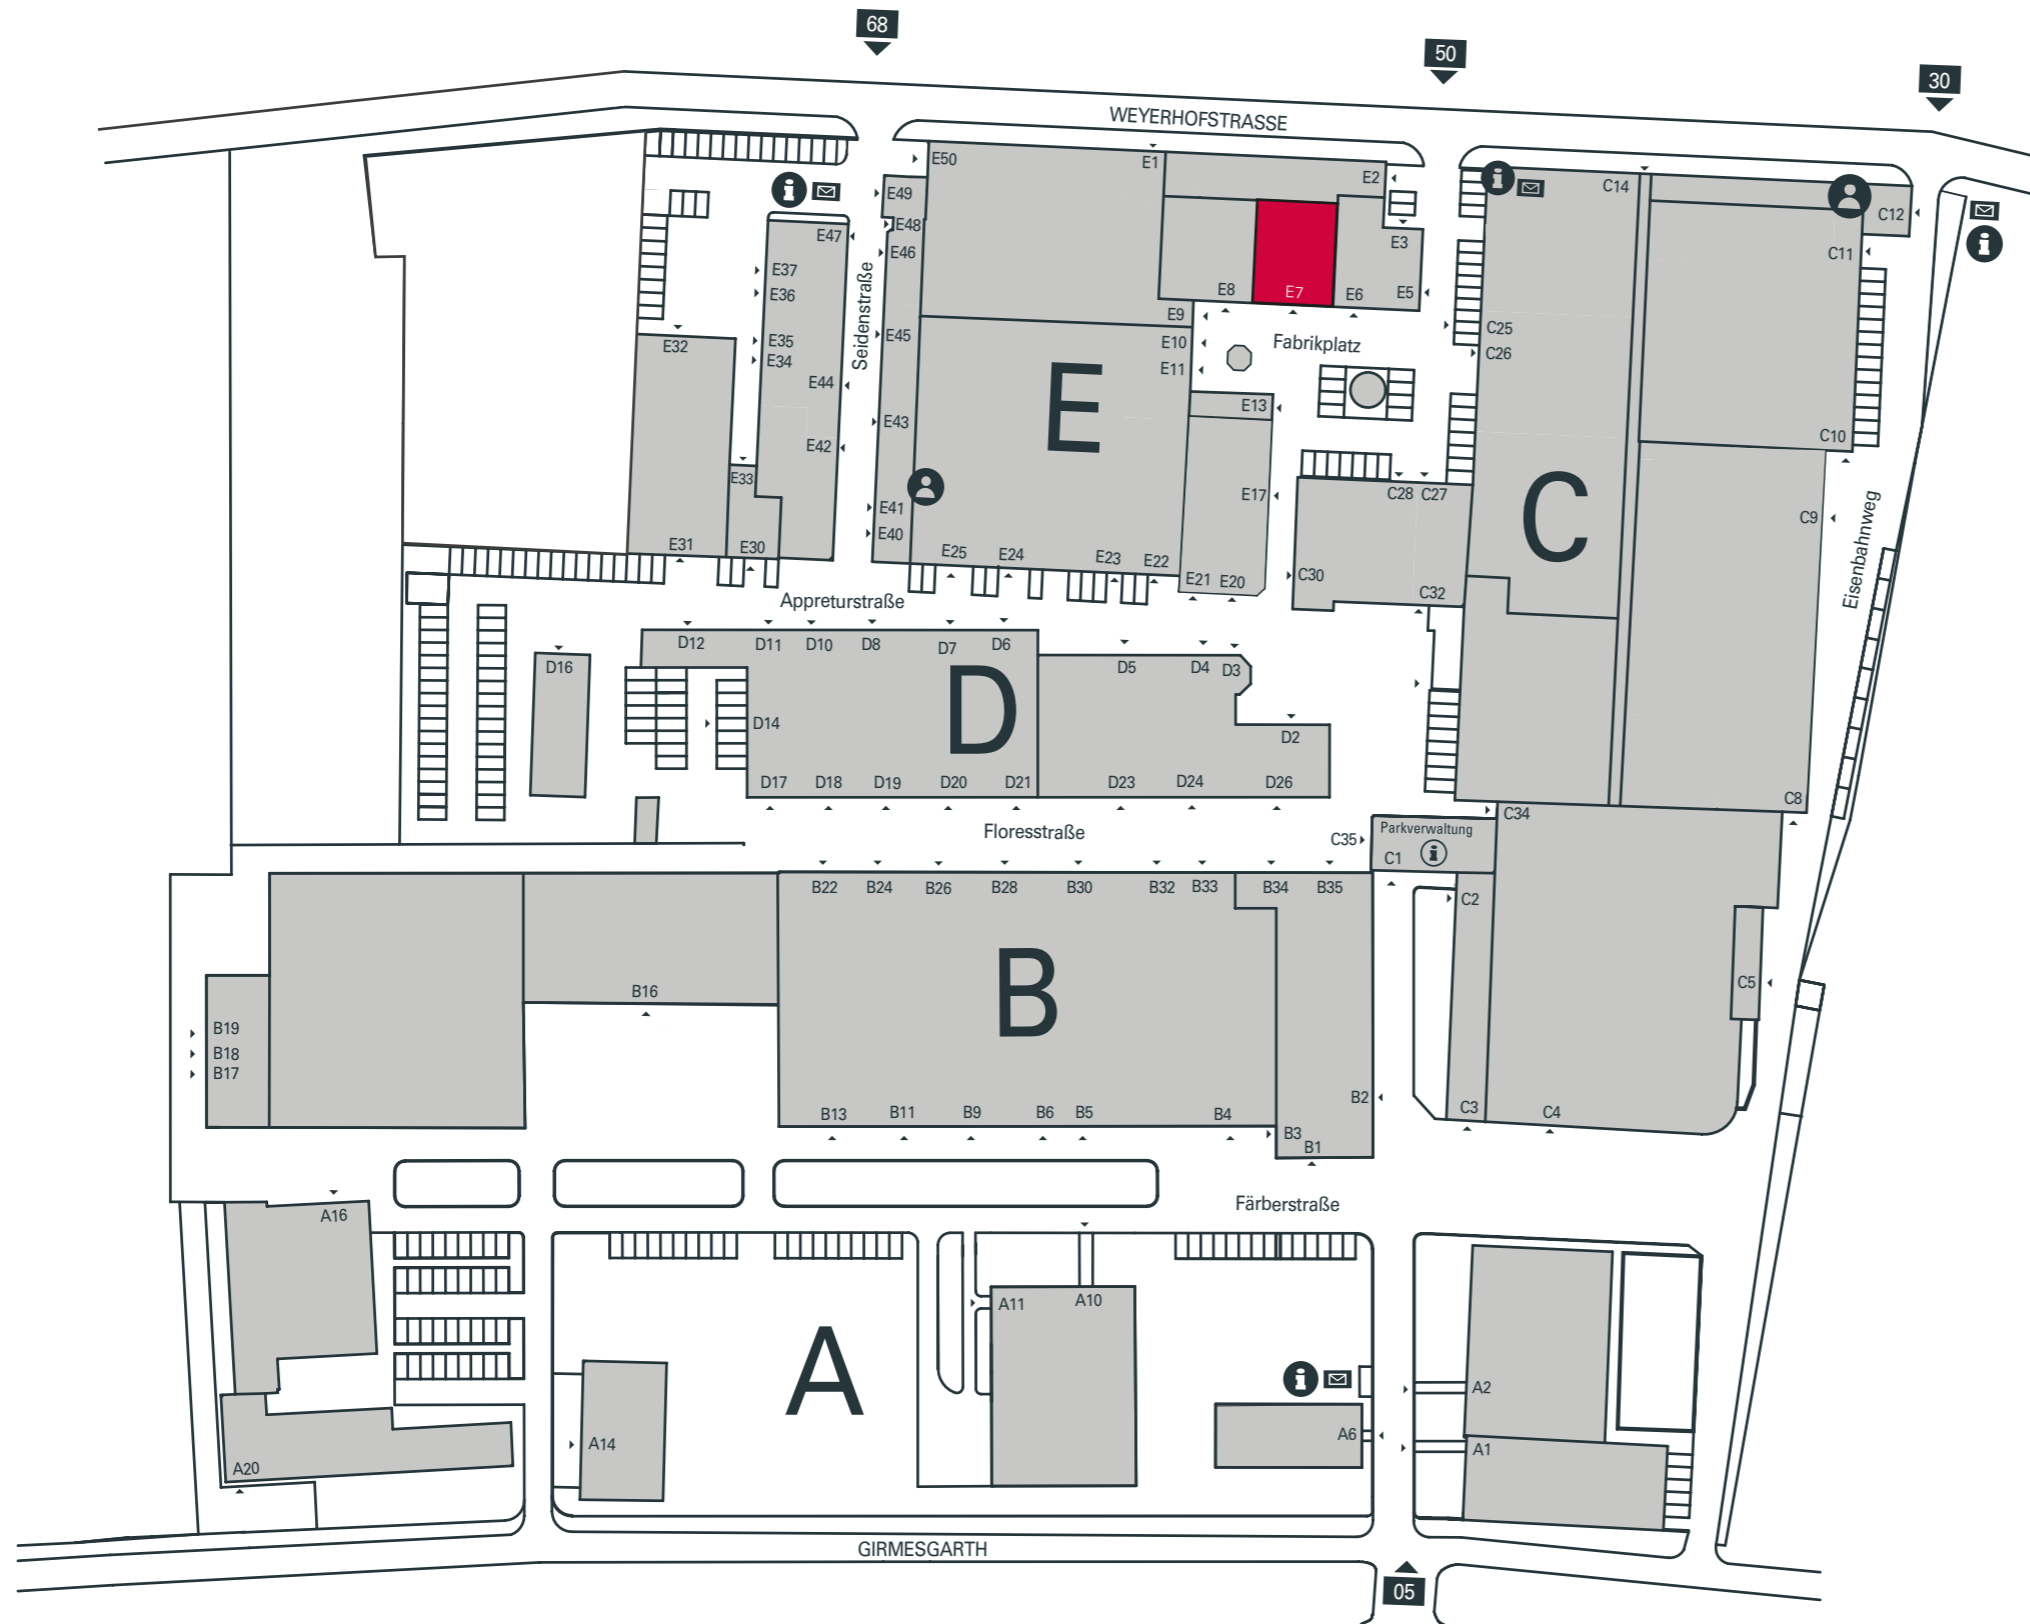 68
50
30
WEYERHOFSTRASSE
E50
E1
E2
C14
E49
C12
E48
E47
E46
E3
C11
E37
E36
E8
E7
E6
E5
E9
Seidenstraße
C25
E35
E45
E10
Fabrikplatz
E32
E34
E11
C26
E44
E
E13
E43
E42
C10
E33
E17
C28
C27
C
E41
C9
E40
Eisenbahnweg
E31
E30
E25
E24
E23
E22
E21
E20
C30
C32
Appreturstraße
D12
D11
D10
D8
D7
D6
D16
D5
D4
D3
D
D14
D2
D17
D18
D19
D20
D21
D23
D24
D26
C8
C34
Floresstraße
C35
Parkverwaltung
C1
B22
B24
B26
B28
B30
B32
B33
B34
B35
C2
B16
B
C5
B19
B18
B17
B13
B11
B9
B6
B5
B4
B2
C3
C4
B3
B1
Färberstraße
A16
A11
A10
A
A2
A14
A6
A1
A20
GIRMESGARTH
05